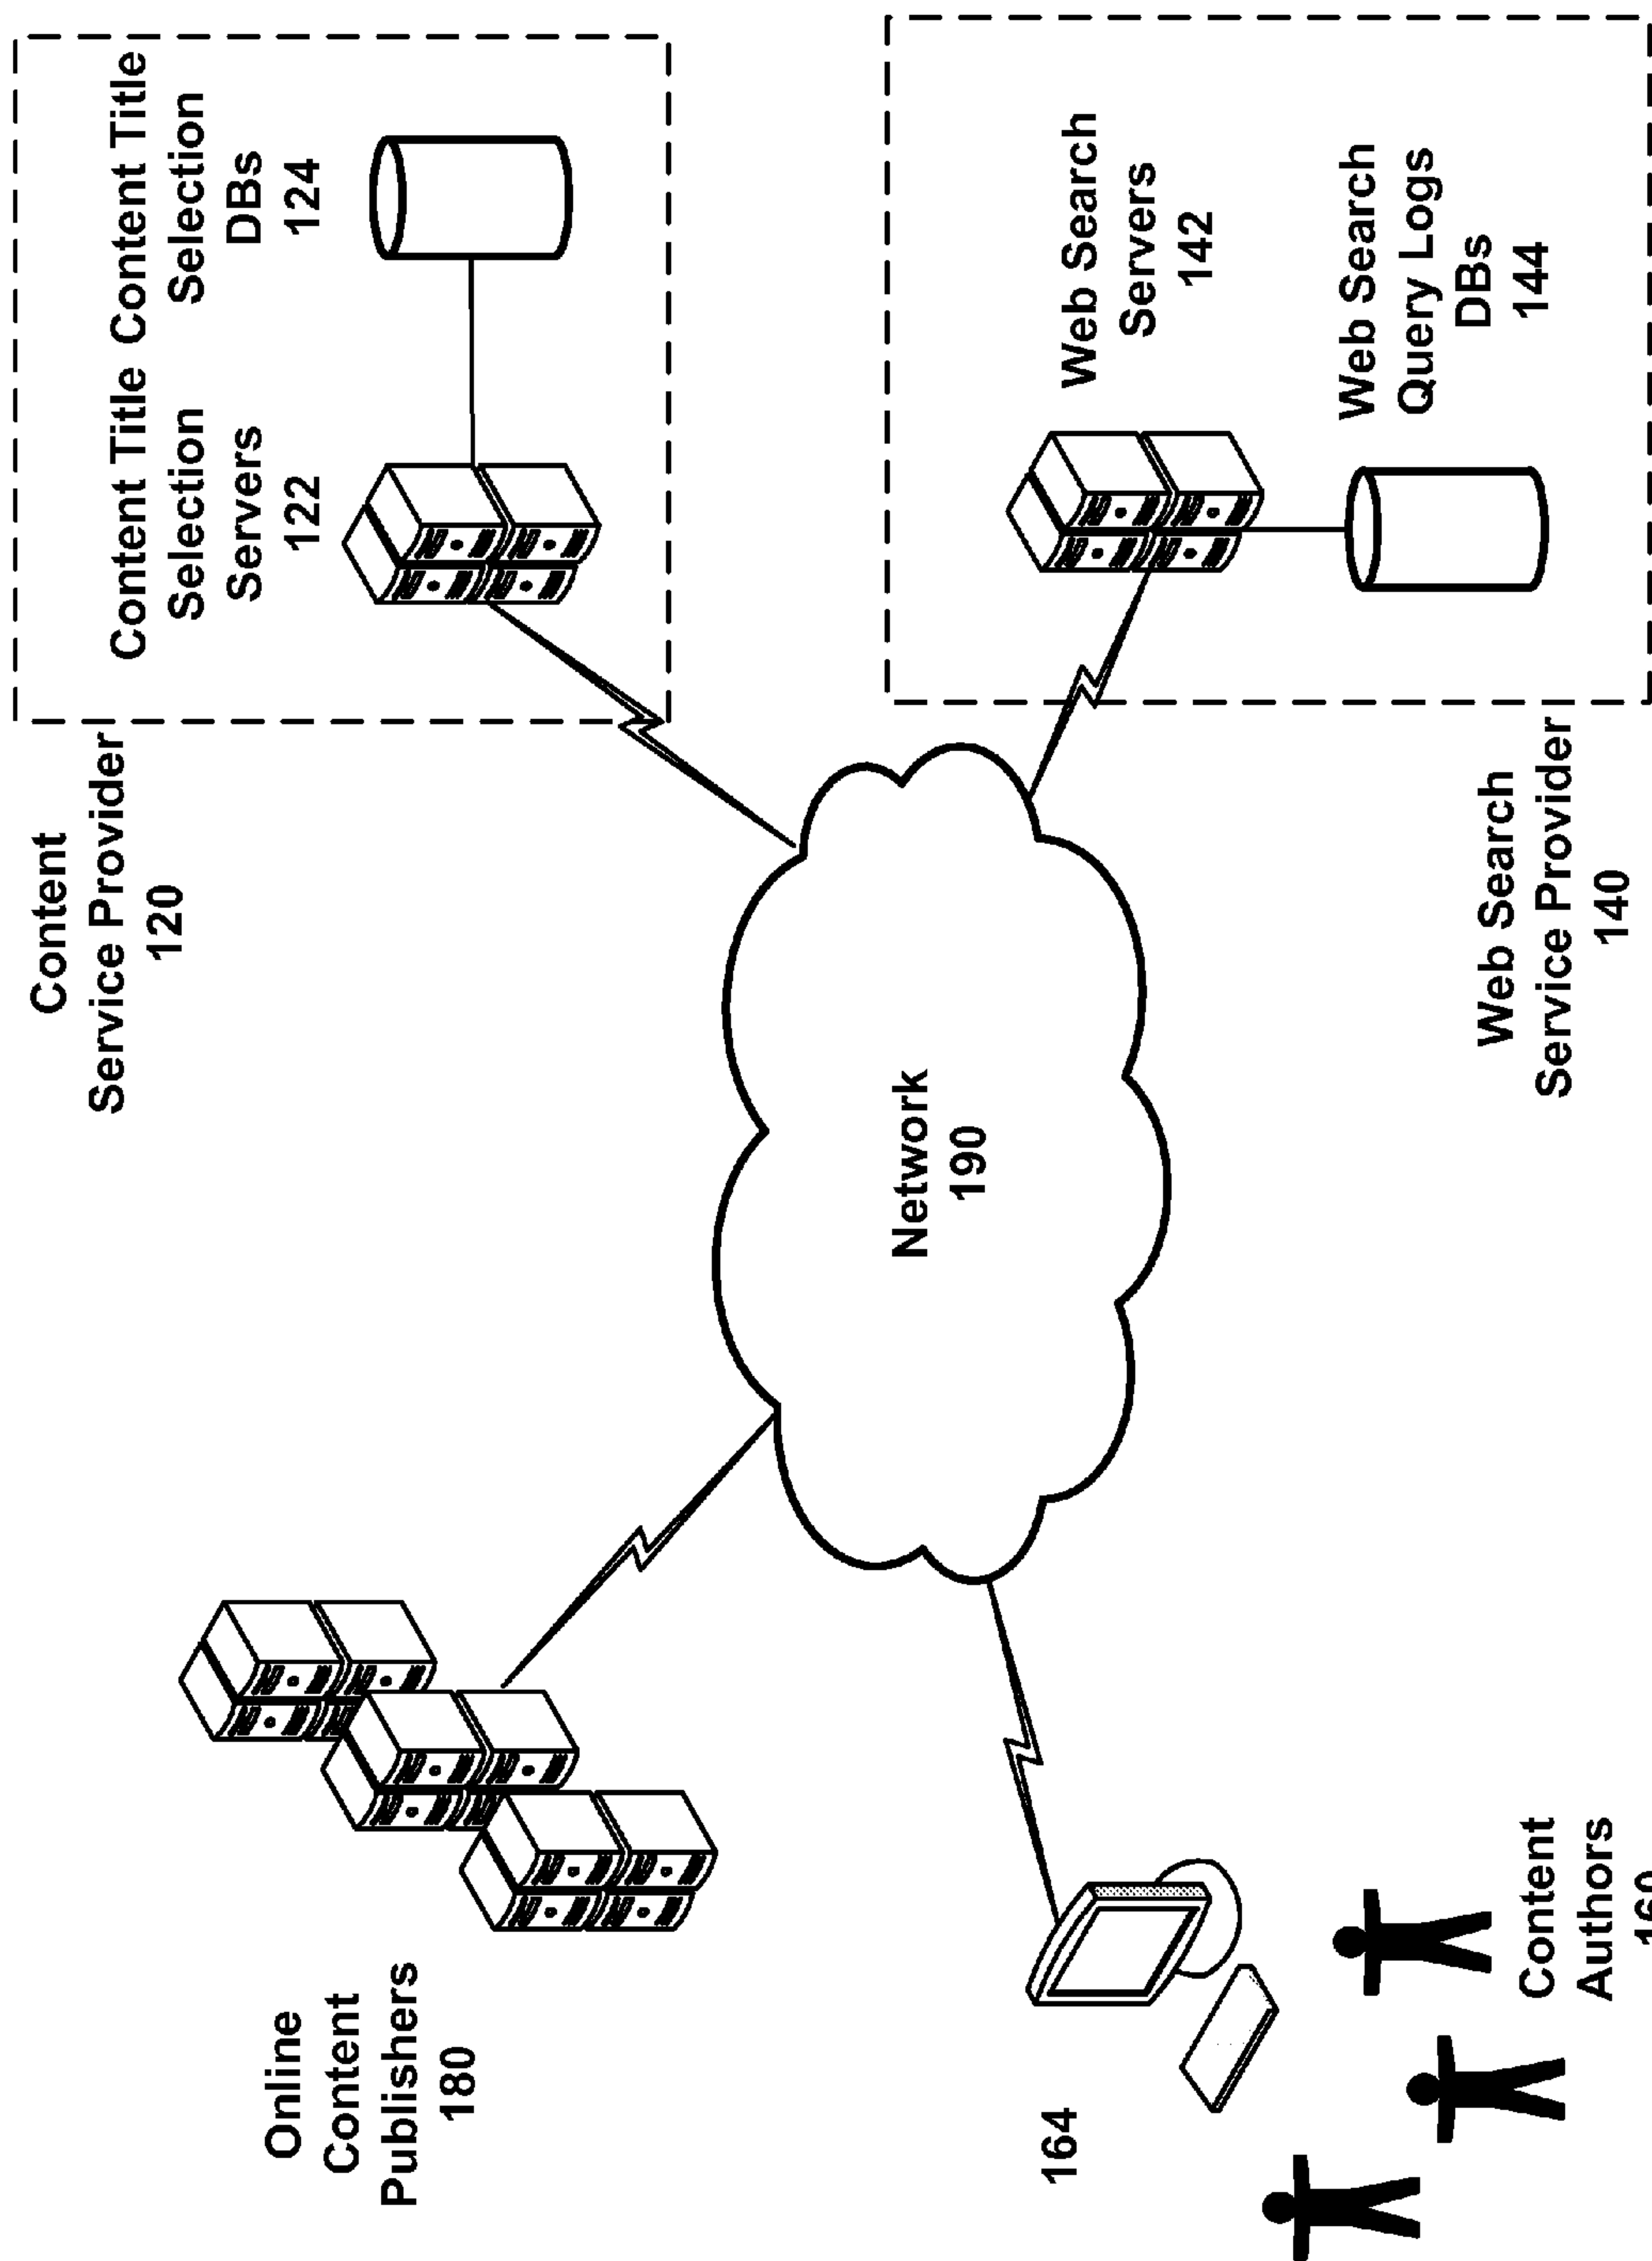 Content
Service Provider
120
Content Title
Selection
Servers
122
Content Title
Selection
DBs
124
Online
Content
Publishers
180
Network
190
Web Search
Servers
142
Web Search
Query Logs
DBs
144
164
Web Search
Service Provider
140
Content
Authors
160